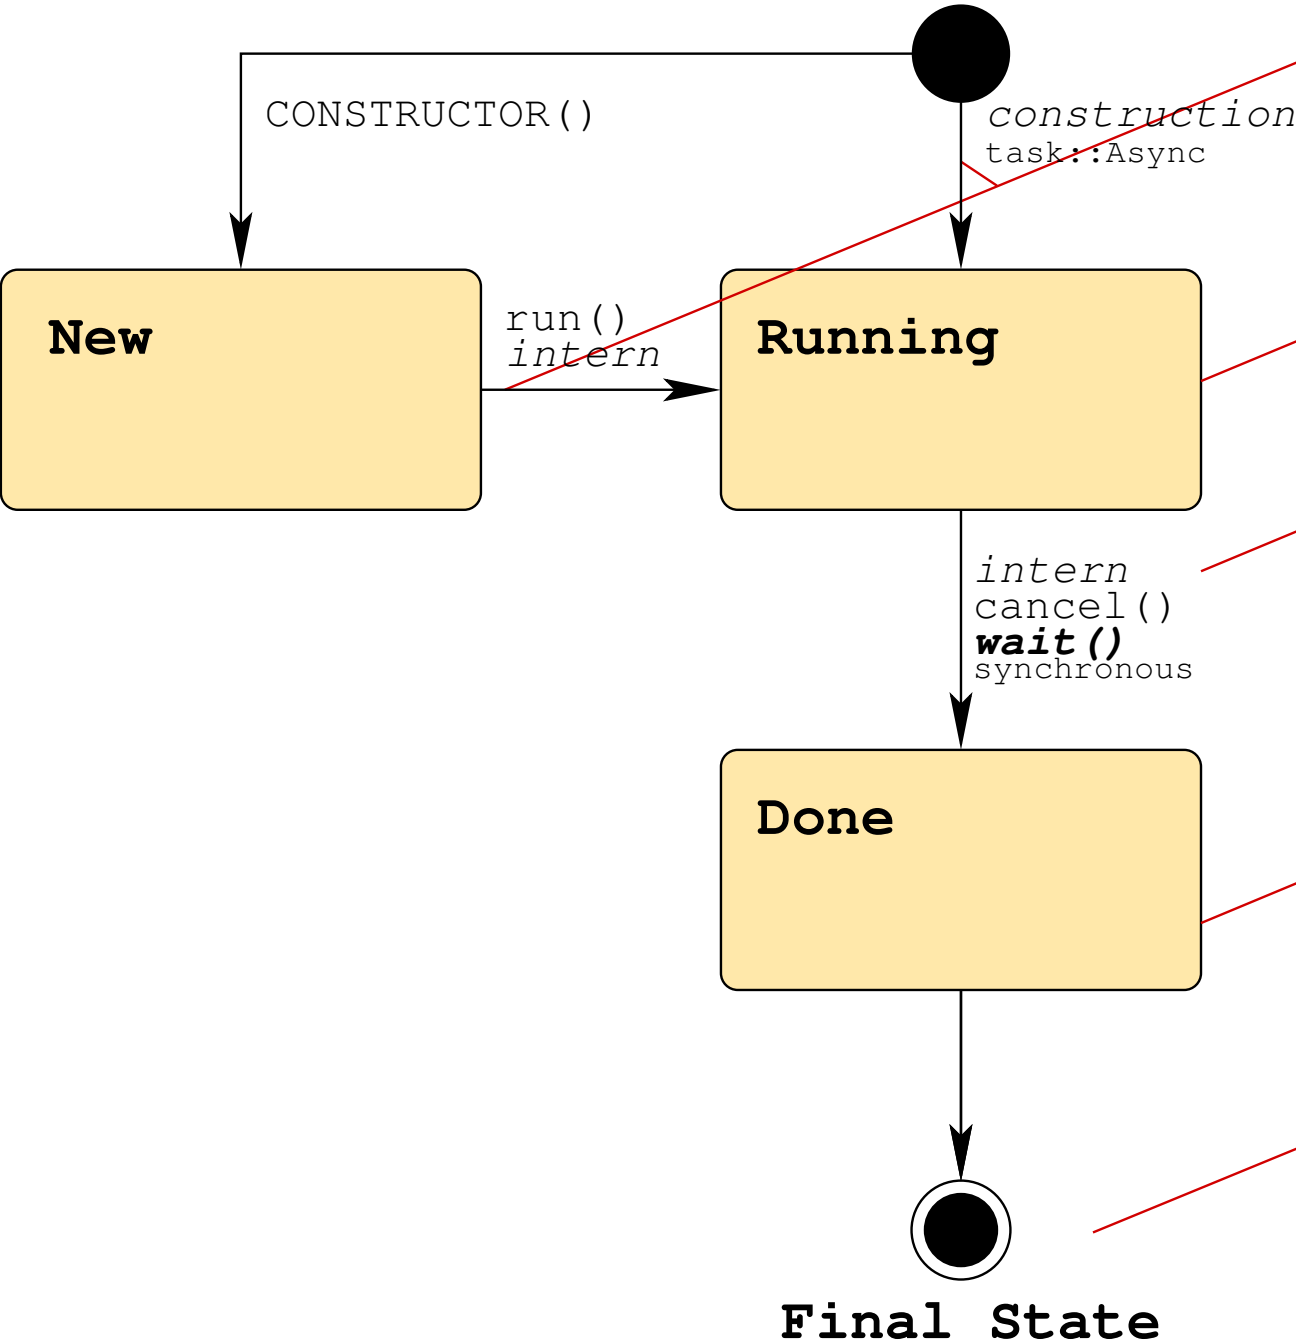 CONSTRUCTOR()
construction
task::Async
New
run()
intern
Running
intern
cancel()
wait()
synchronous
Done
Final State